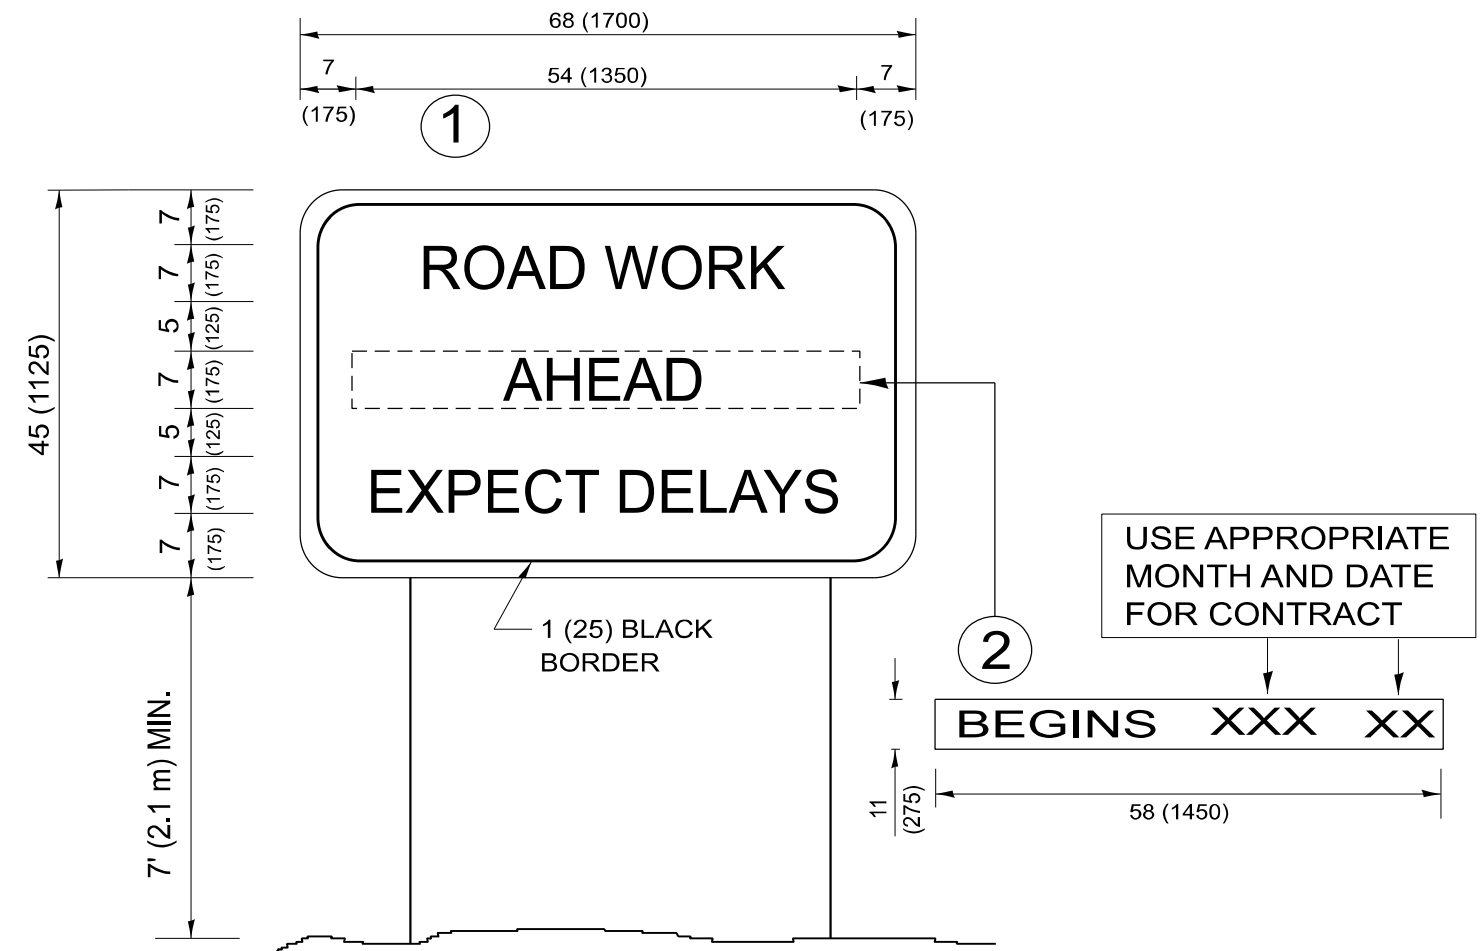 68 (1700)
7
54 (1350)
7
(175)
(175)
1
7 (175)
7 (175)
5 (125)
7 (175)
5 (125)
7 (175)
7 (175)
45 (1125)
ROAD WORK
AHEAD
EXPECT DELAYS
1 (25) BLACK
BORDER
7' (2.1 m) MIN.
2
USE APPROPRIATE
MONTH AND DATE
FOR CONTRACT
BEGINS XXX XX
11
(275)
58 (1450)